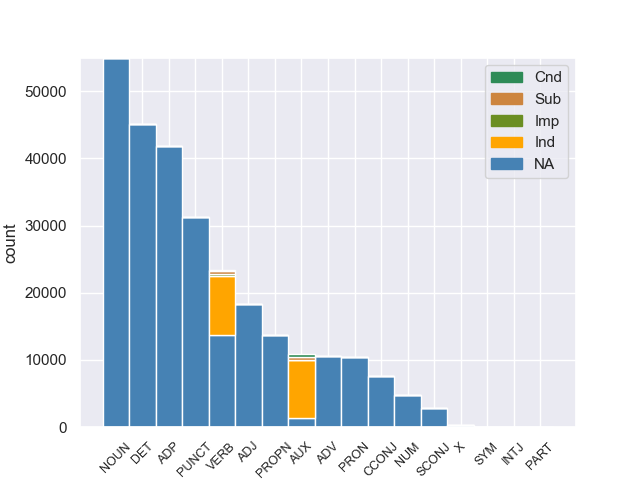 Cnd
Sub
Imp
Ind
NA
count
50000
40000
30000
20000
10000
0
NOUN
DET
ADP
PUNCT
VERB
ADJ
PROPN
AUX
ADV
PRON
CCONJ
NUM
SCONJ
X
SYM
INTJ
PART